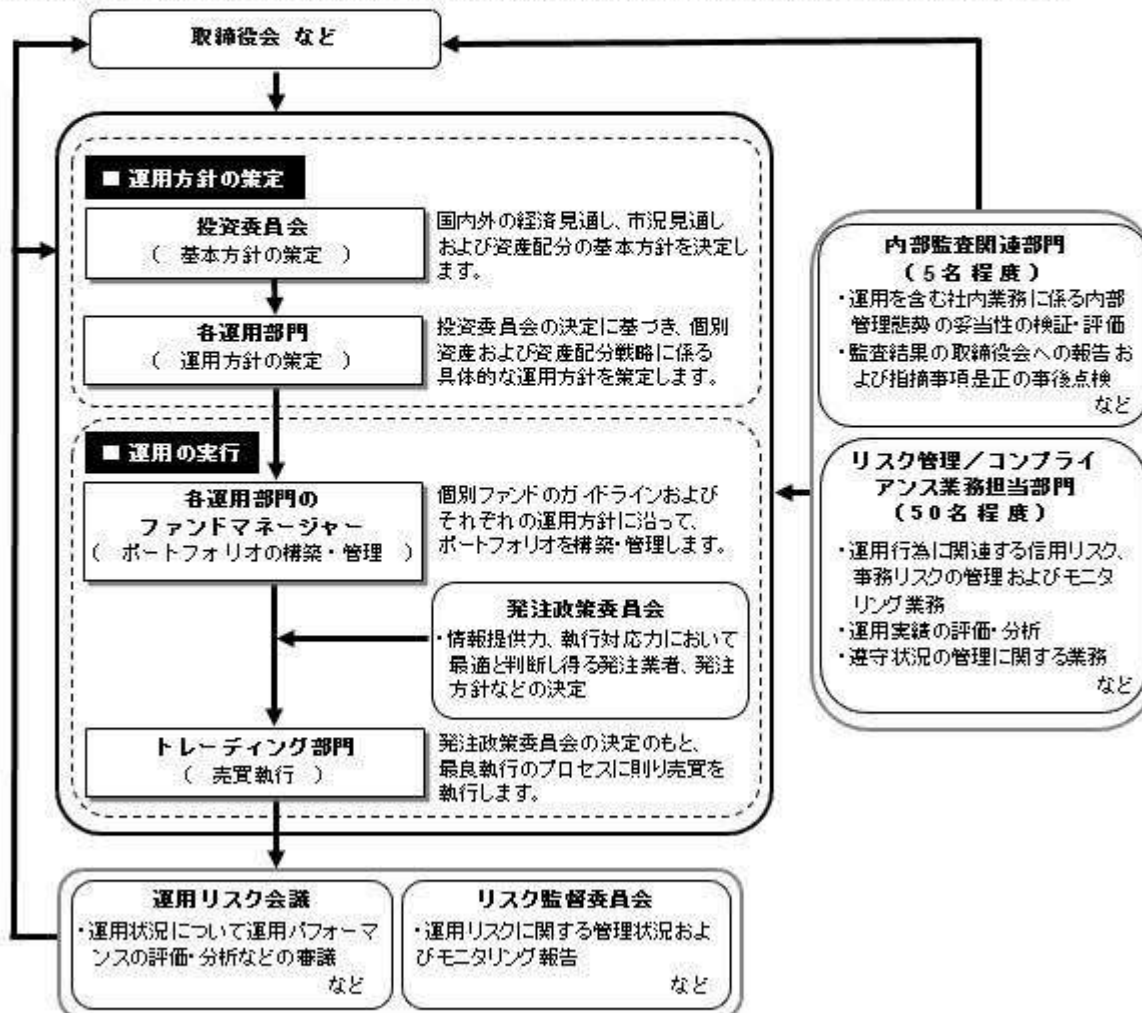 取締役会 など
■ 運用方針の策定
投資委員会
( 基本方針の策定 )
国内外の経済見通し、市況見通し
および資産配分の基本方針を決定し
ます。
各運用部門
( 運用方針の策定 )
投資委員会の決定に基づき、個別
資産および資産配分戦略に係る
具体的な運用方針を策定します。
■ 運用の実行
各運用部門の
ファンドマネージャー
( ポートフォリオの構築・管理 )
個別ファンドのガイドラインおよび
それぞれの運用方針に沿って、
ポートフォリオを構築・管理します。
発注政策委員会
・情報提供力、執行対応力において
最適と判断し得る発注業者、発注
方針などの決定
トレーディング部門
( 売買執行 )
発注政策委員会の決定のもと、
最良執行のプロセスに則り売買を
執行します。
内部監査関連部門
(5名程度)
・運用を含む社内業務に係る内部
管理態勢の妥当性の検証・評価
・監査結果の取締役会への報告お
よび指摘事項是正の事後点検
など
リスク管理/コンプライ
アンス業務担当部門
(50名程度)
・運用行為に関連する信用リスク、
事務リスクの管理およびモニタ
リング業務
・運用実績の評価・分析
・遵守状況の管理に関する業務
など
運用リスク会議
・運用状況について運用パフォーマ
ンスの評価・分析などの審議
など
リスク監督委員会
・運用リスクに関する管理状況およ
びモニタリング報告
など